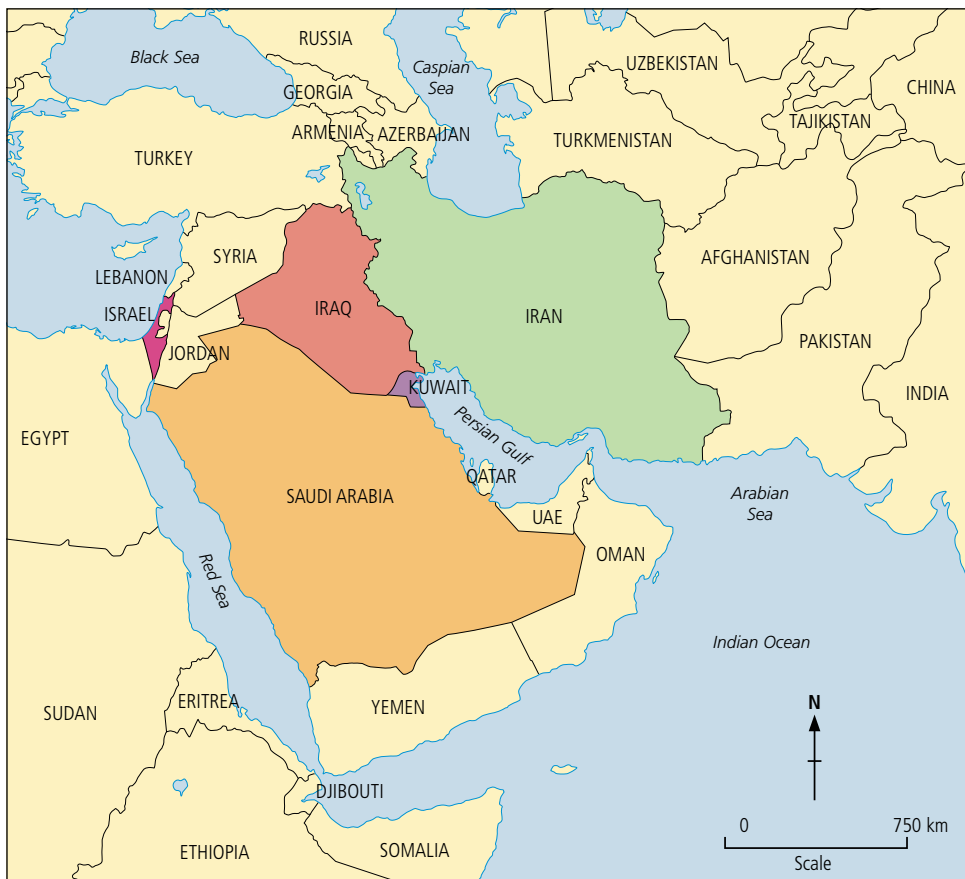 RUSSIA
Black Sea
Caspian
Sea
UZBEKISTAN
CHINA
GEORGIA
TAJIKISTAN
ARMENIA
AZERBAIJAN
TURKMENISTAN
TURKEY
SYRIA
AFGHANISTAN
LEBANON
ISRAEL
IRAQ
IRAN
PAKISTAN
JORDAN
KUWAIT
INDIA
Persian Gulf
EGYPT
QATAR
SAUDI ARABIA
Arabian
Sea
UAE
OMAN
Red Sea
Indian Ocean
ERITREA
YEMEN
SUDAN
N
DJIBOUTI
0 750 km
Scale
ETHIOPIA
SOMALIA